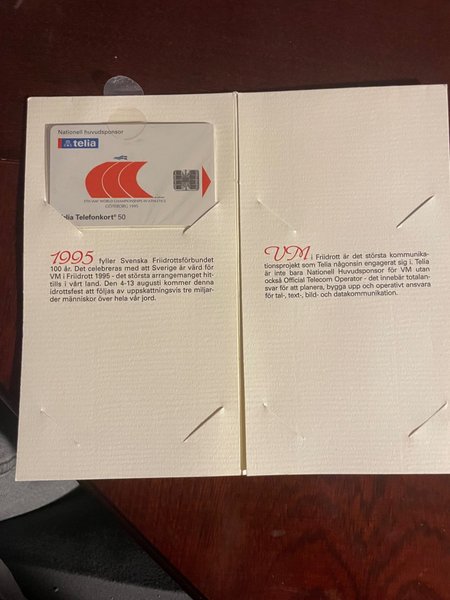 Nationell huvudsponsor
telia
5TH IAAF WORLD CHAMPIONSHIPS IN ATHLETICS
GÖTEBORG 1995
lia Telefonkort® 50
1995 fyller Svenska Friidrottsförbundet
100 år. Det celebreras med att Sverige är värd för
VM i Friidrott 1995 - det största arrangemanget hit-
tills i vårt land. Den 4-13 augusti kommer denna
idrottsfest att följas av uppskattningsvis tre miljar-
der människor över hela vår jord.
VM i Friidrott är det största kommunika-
tionsprojekt som Telia någonsin engagerat sig i. Telia
är inte bara Nationell Huvudsponsor för VM utan
också Official Telecom Operator - det innebär totalan-
svar för att planera, bygga upp och operativt ansvara
för tal-, text-, bild- och datakommunikation.